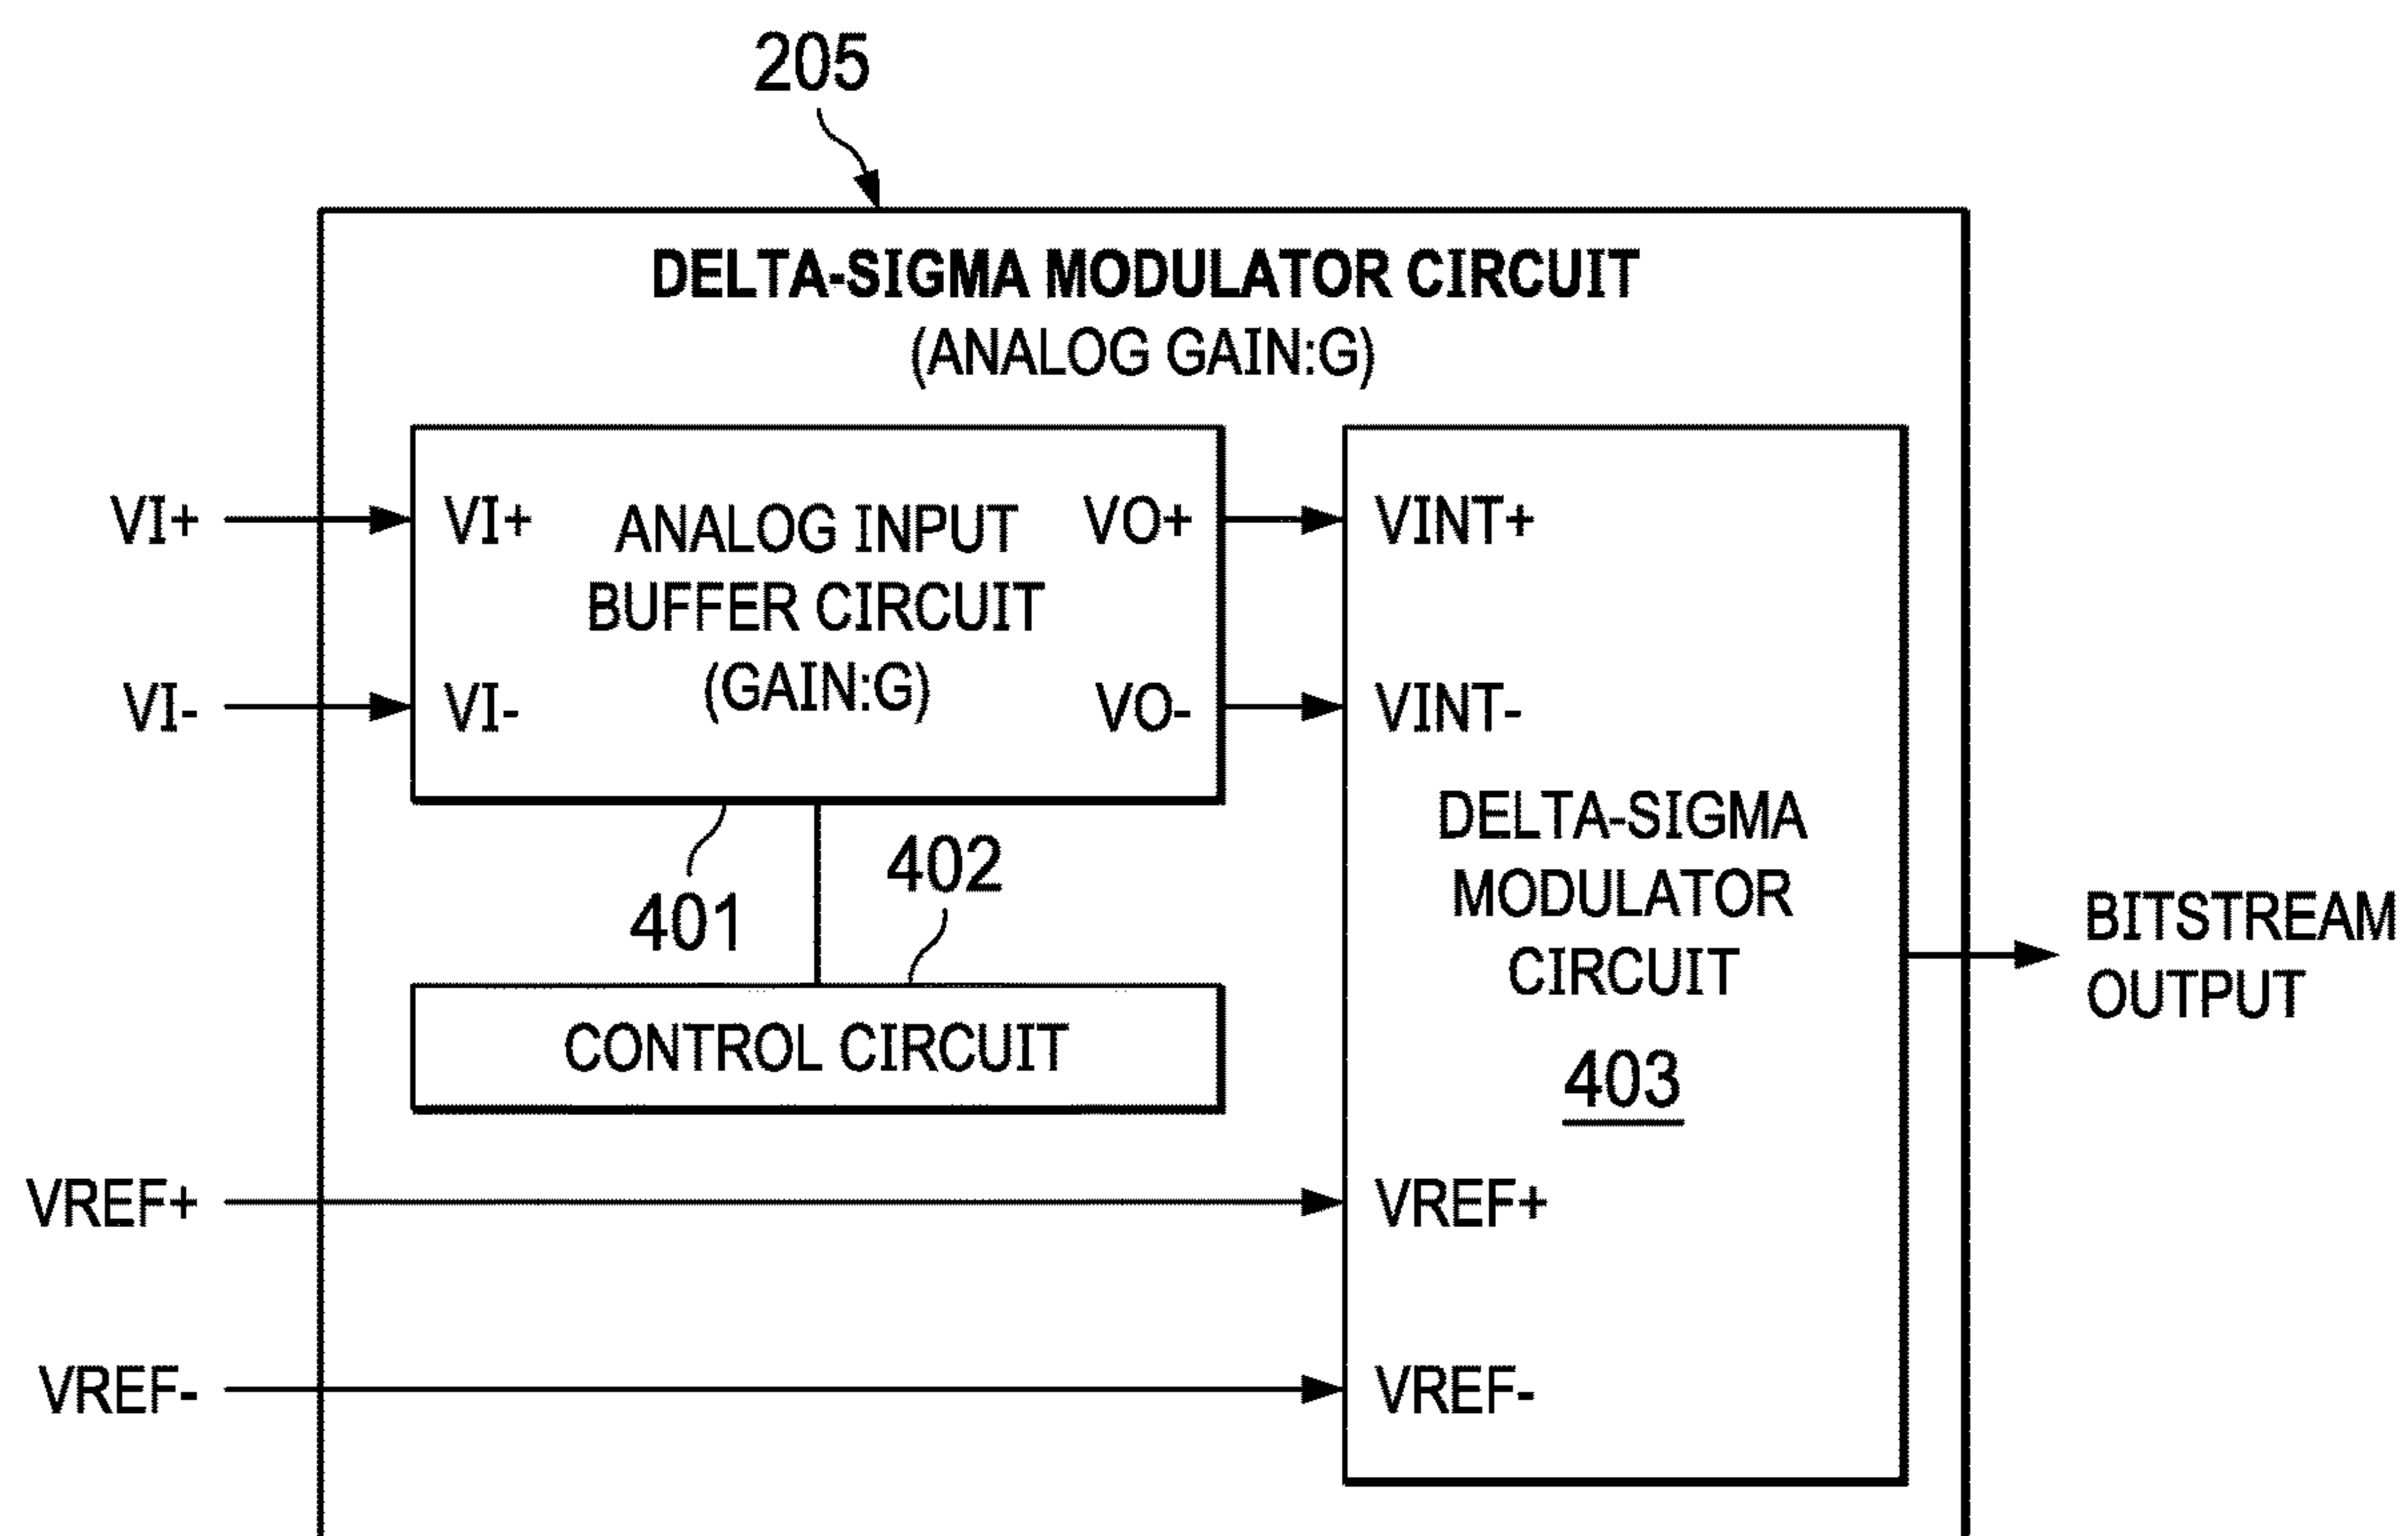 205
DELTA-SIGMA MODULATOR CIRCUIT
(ANALOG GAIN:G)
VI+
VI+
ANALOG INPUT
BUFFER CIRCUIT
(GAIN:G)
VO+
VINT+
VI-
VI-
VO-
VINT-
401
402
CONTROL CIRCUIT
DELTA-SIGMA
MODULATOR
CIRCUIT
403
BITSTREAM
OUTPUT
VREF+
VREF+
VREF-
VREF-